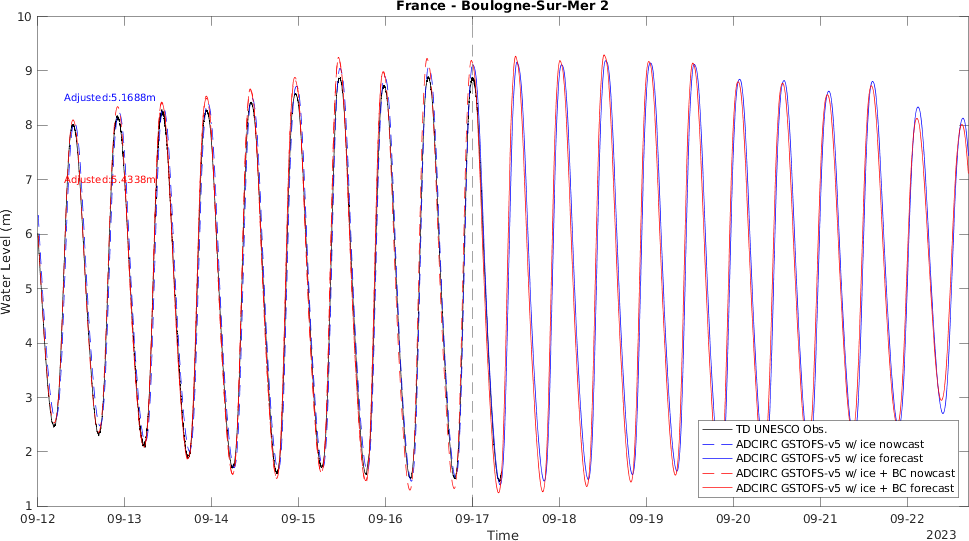 France - Boulogne-Sur-Mer 2
10
9
8
7
6
5
4
3
2
1
Water Level (m)
Adjusted:5.1688m
Adjusted:5.4338m
TD UNESCO Obs.
ADCIRC GSTOFS-v5 w/ ice nowcast
ADCIRC GSTOFS-v5 w/ ice forecast
ADCIRC GSTOFS-v5 w/ ice + BC nowcast
ADCIRC GSTOFS-v5 w/ ice + BC forecast
09-12 09-13 09-14 09-15 09-16 09-17 09-18 09-19 09-20 09-21 09-22
Time
2023